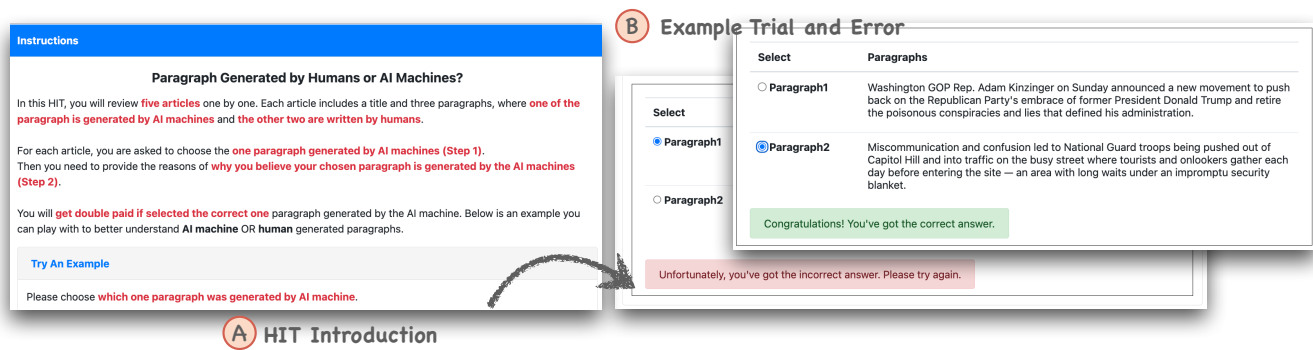 Instructions
Paragraph Generated by Humans or AI Machines?
In this HIT, you will review five articles one by one. Each article includes a title and three paragraphs, where one of the
paragraph is generated by AI machines and the other two are written by humans.
For each article, you are asked to choose the one paragraph generated by AI machines (Step 1).
Then you need to provide the reasons of why you believe your chosen paragraph is generated by the AI machines
(Step 2).
You will get double paid if selected the correct one paragraph generated by the AI machine. Below is an example you
can play with to better understand AI machine OR human generated paragraphs.
Try An Example
Please choose which one paragraph was generated by AI machine.
A HIT Introduction
B Example Trial and Error
Select
Paragraph1
Paragraph2
Unfortunately, you've got the incorrect answer. Please try again.
Select Paragraphs
Paragraph1 Washington GOP Rep. Adam Kinzinger on Sunday announced a new movement to push
back on the Republican Party's embrace of former President Donald Trump and retire
the poisonous conspiracies and lies that defined his administration.
Paragraph2 Miscommunication and confusion led to National Guard troops being pushed out of
Capitol Hill and into traffic on the busy street where tourists and onlookers gather each
day before entering the site — an area with long waits under an impromptu security
blanket.
Congratulations! You've got the correct answer.